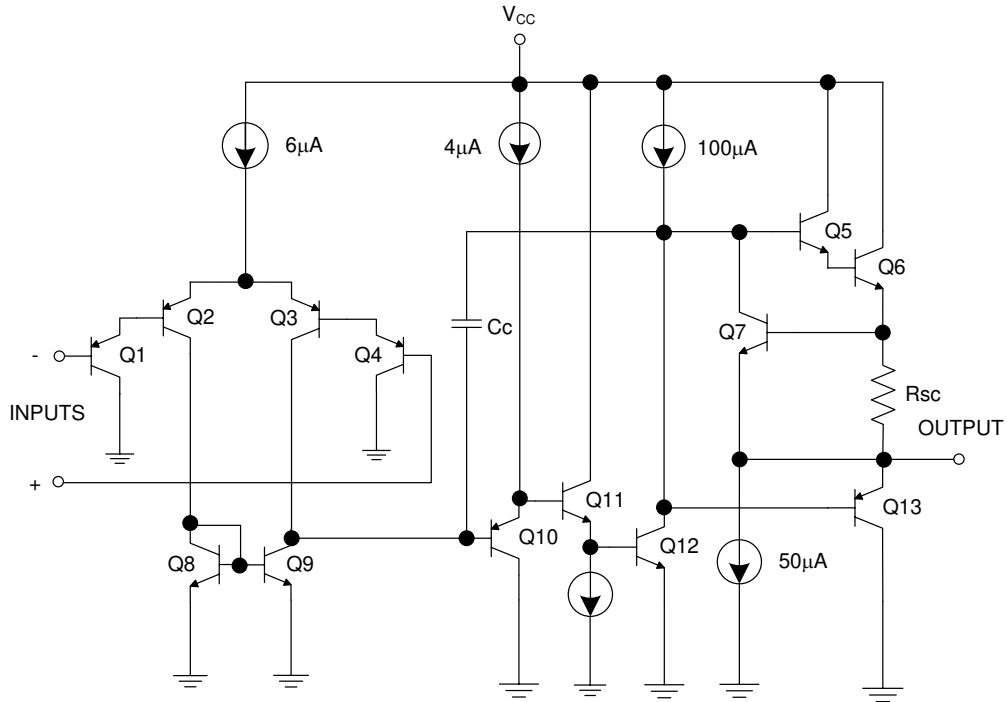 VCC
6μA
4μA
100μA
Q5
Q6
Q2
Q3
Cc
Q7
-
Q1
Q4
Rsc
INPUTS
OUTPUT
+
Q11
Q13
Q10
Q12
Q8
Q9
50μA